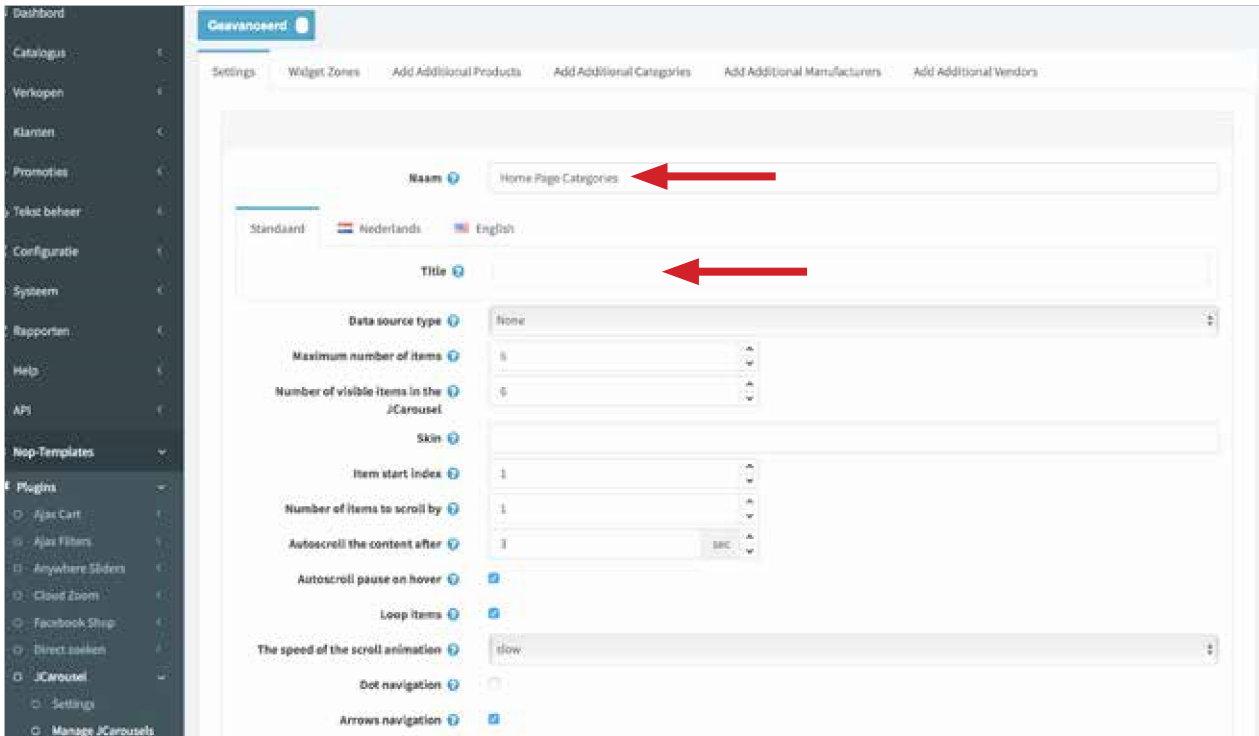 Dashbord
Catalogus
Verkopen
Klanten
Promoties
Tekst beheer
Configuratie
Systeem
Rapporten
Help
API
Nop-Templates
Plugins
Ajax Cart
Ajax Filters
Anywhere Sliders
Cloud Zoom
Facebook Shop
Direct zoeken
JCarousel
Settings
Manage JCarousels
Geavanceerd
Settings Widget Zones Add Additional Products Add Additional Categories Add Additional Manufacturers Add Additional Vendors
Naam Home Page Categories
Standaard Nederlands English
Title
Data source type None
Maximum number of items
Number of visible items in the 6
JCarousel
Skin
Item start index 1
Number of items to scroll by 1
Autoscroll the content after 3 sec
Autoscroll pause on hover
Loop items
The speed of the scroll animation slow
Dot navigation
Arrows navigation